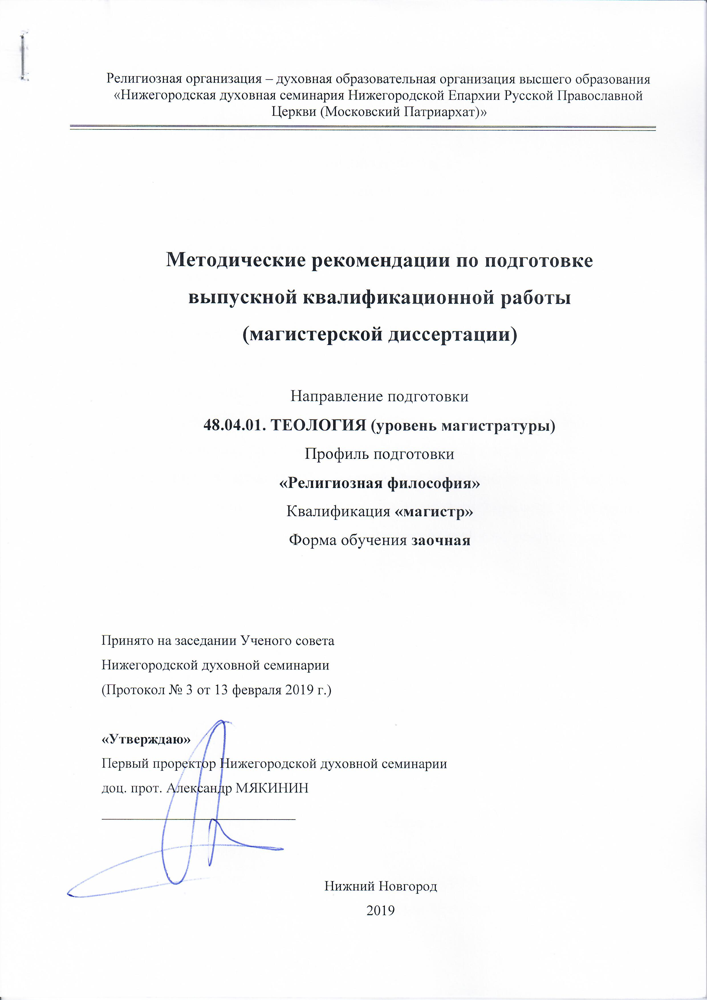 Религиозная организация – духовная образовательная организация высшего образования
«Нижегородская духовная семинария Нижегородской Епархии Русской Православной
Церкви (Московский Патриархат)»
Методические рекомендации по подготовке
выпускной квалификационной работы
(магистерской диссертации)
Направление подготовки
48.04.01. ТЕОЛОГИЯ (уровень магистратуры)
Профиль подготовки
«Религиозная философия»
Квалификация «магистр»
Форма обучения заочная
Принято на заседании Ученого совета
Нижегородской духовной семинарии
(Протокол № 3 от 13 февраля 2019 г.)
«Утверждаю»
Первый проректор Нижегородской духовной семинарии
доц. прот. Александр МЯКИНИН
Нижний Новгород
2019